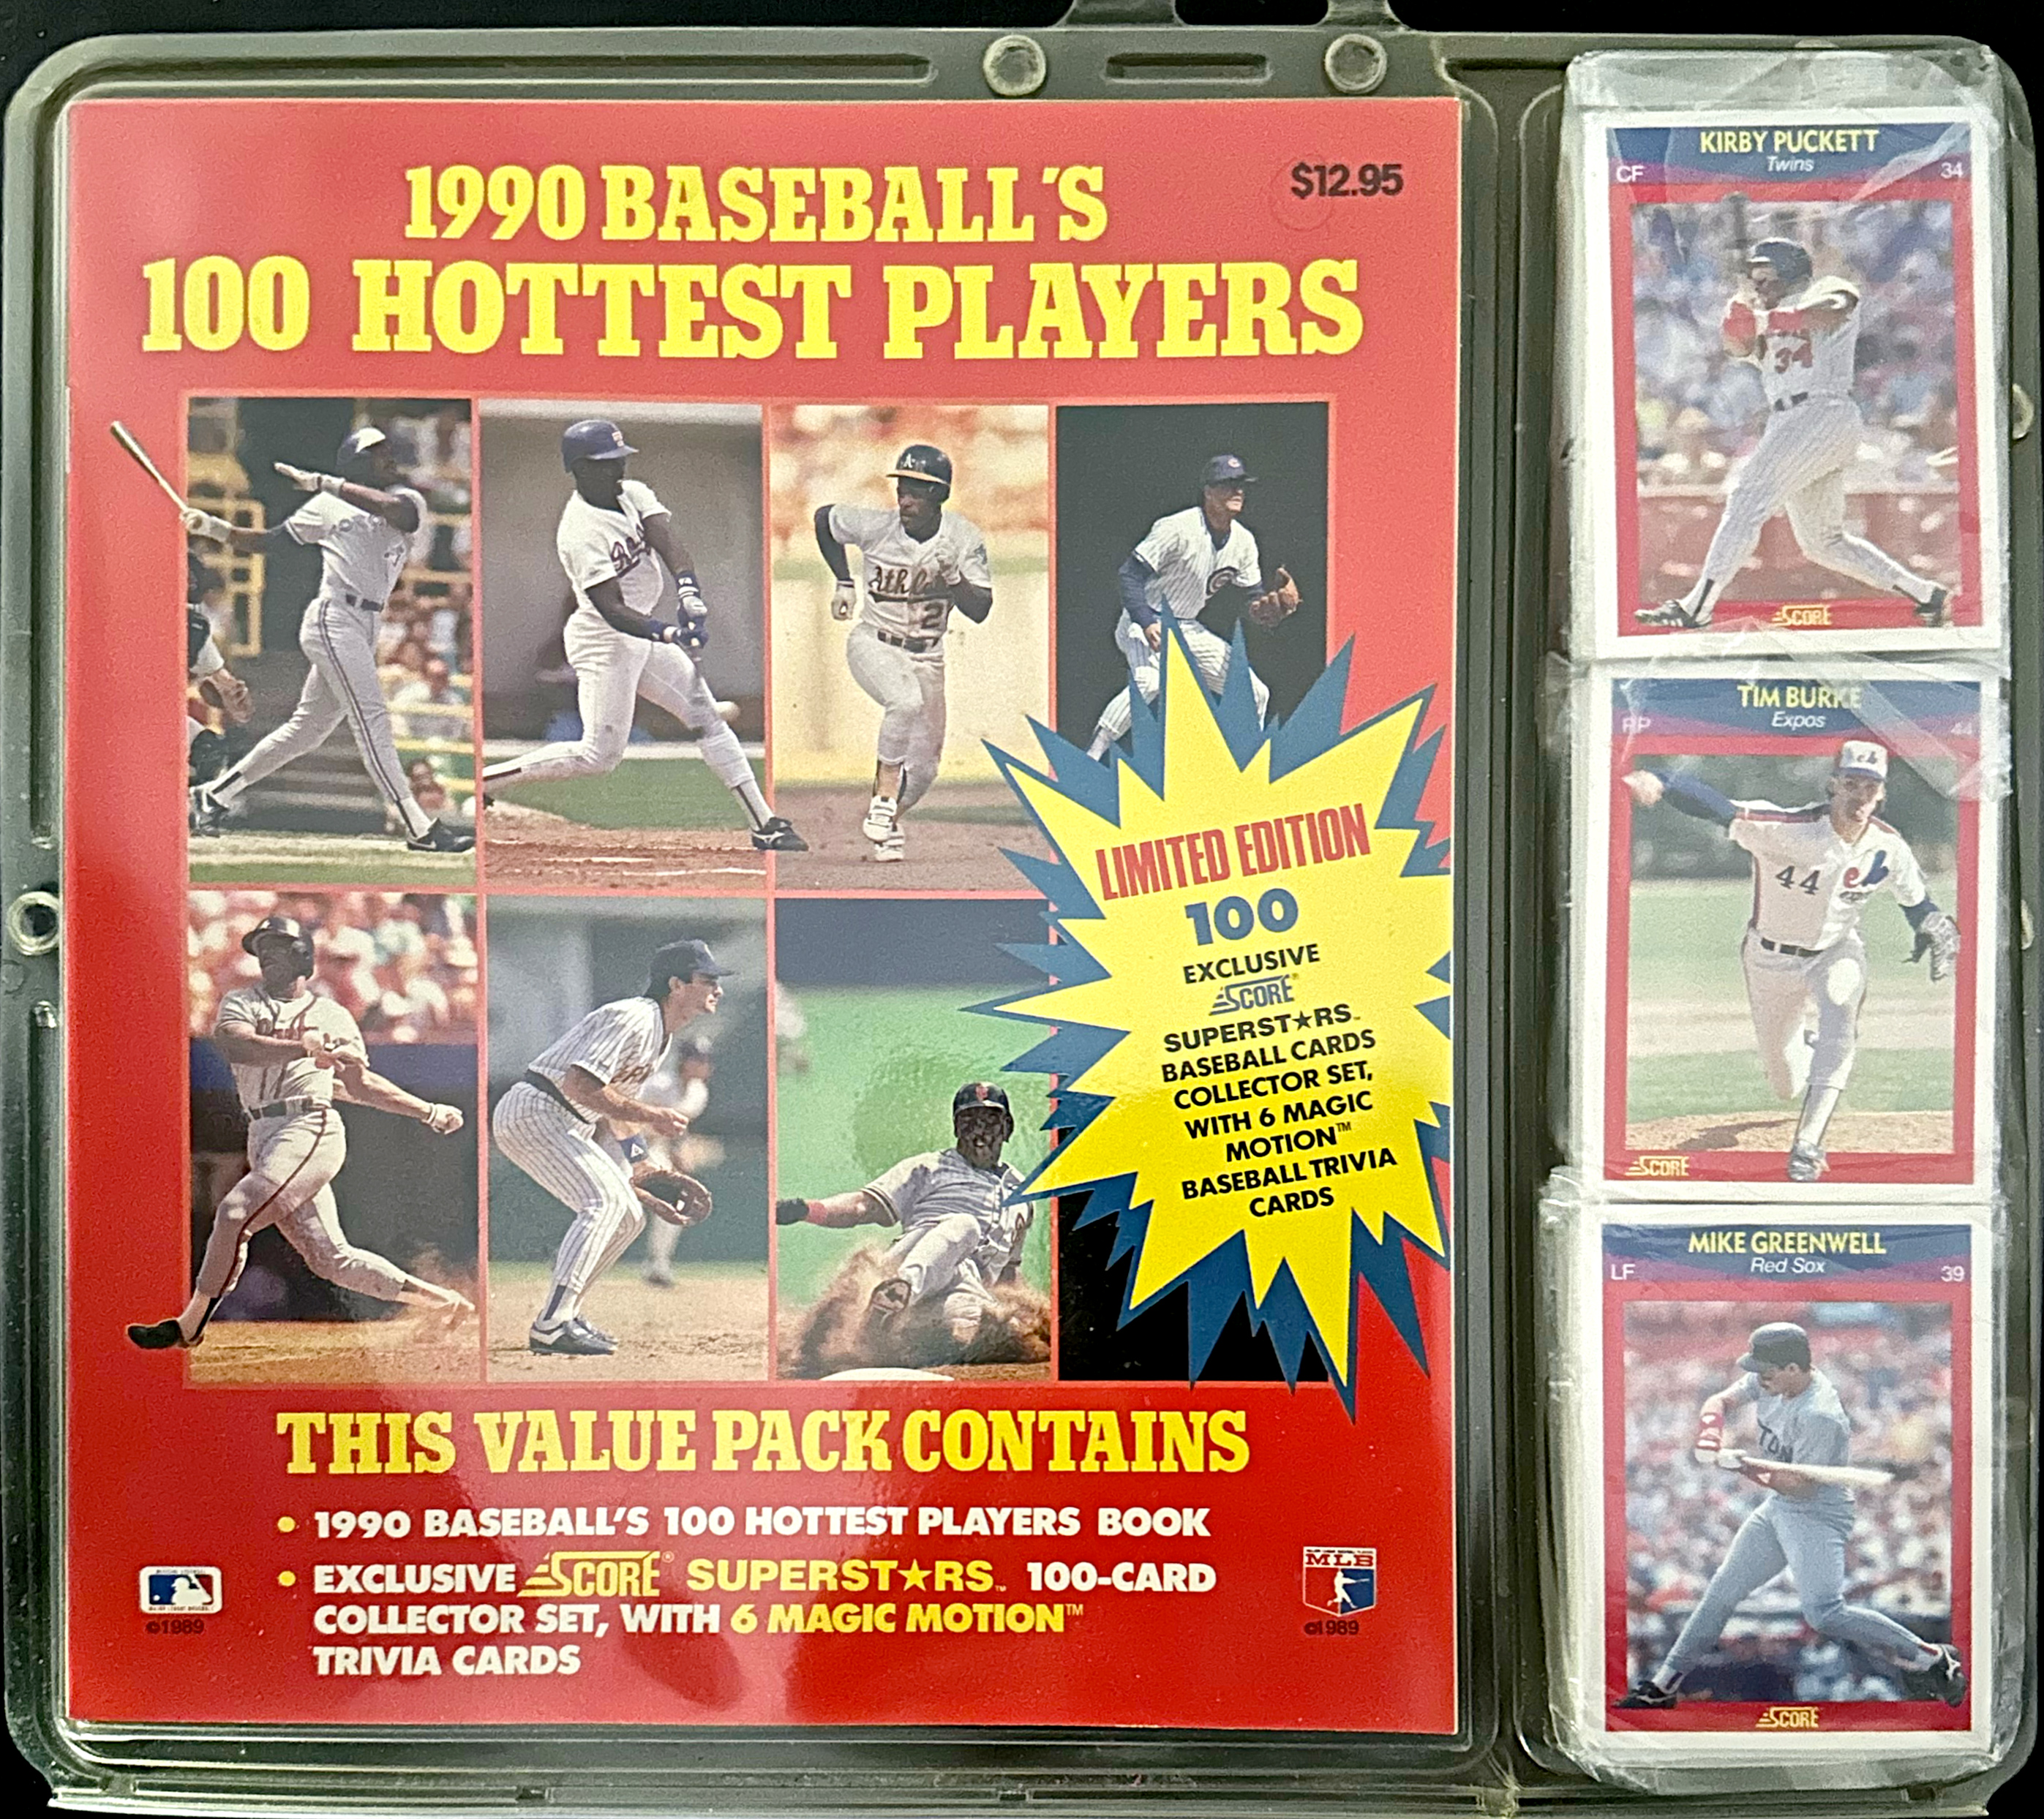 1990 BASEBALL'S
$12.95
100 HOTTEST PLAYERS
LIMITED EDITION
100
EXCLUSIVE
SCORE®
SUPERST★RS™
BASEBALL CARDS
COLLECTOR SET,
WITH 6 MAGIC
MOTION™
BASEBALL TRIVIA
CARDS
THIS VALUE PACK CONTAINS
• 1990 BASEBALL'S 100 HOTTEST PLAYERS BOOK
• EXCLUSIVE SCORE® SUPERST★RS™ 100-CARD
COLLECTOR SET, WITH 6 MAGIC MOTION™
TRIVIA CARDS
©1989
MLB
©1989
KIRBY PUCKETT
Twins
CF 34
34
SCORE
TIM BURKE
Expos
RP 44
44
SCORE
MIKE GREENWELL
Red Sox
LF 39
SCORE